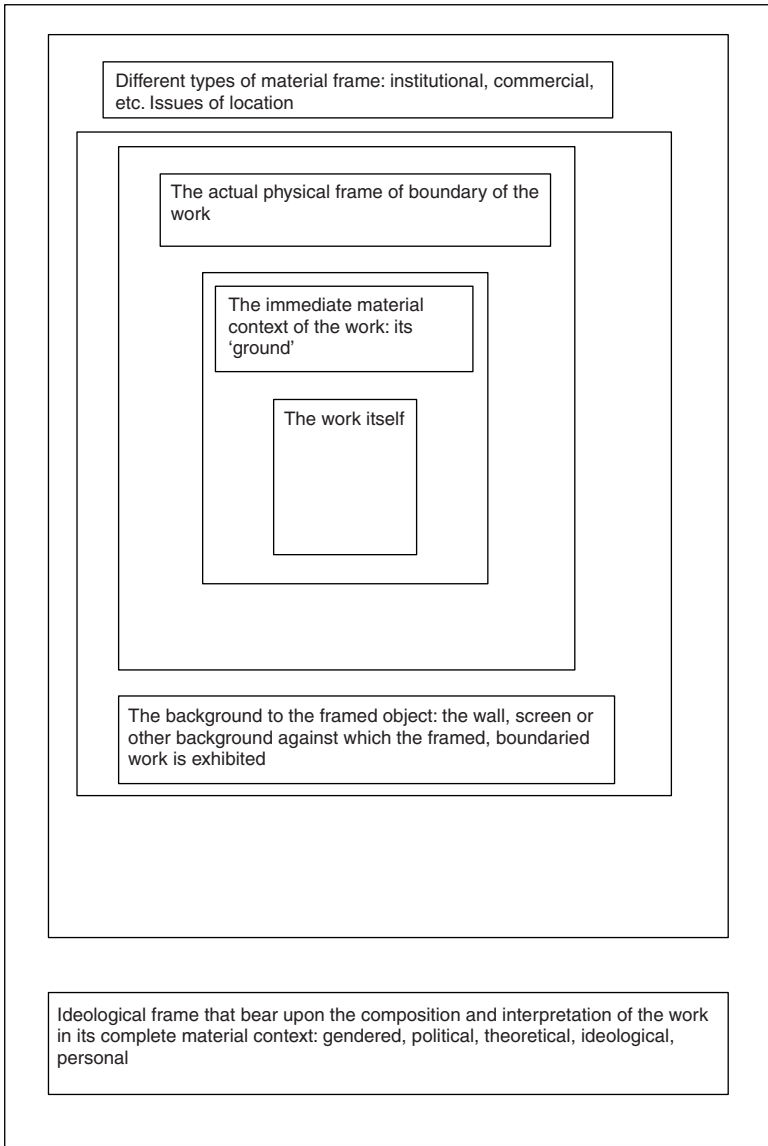 Different types of material frame: institutional, commercial,
etc. Issues of location
The actual physical frame of boundary of the
work
The immediate material
context of the work: its
‘ground’
The work itself
The background to the framed object: the wall, screen or
other background against which the framed, boundaried
work is exhibited
Ideological frame that bear upon the composition and interpretation of the work
in its complete material context: gendered, political, theoretical, ideological,
personal